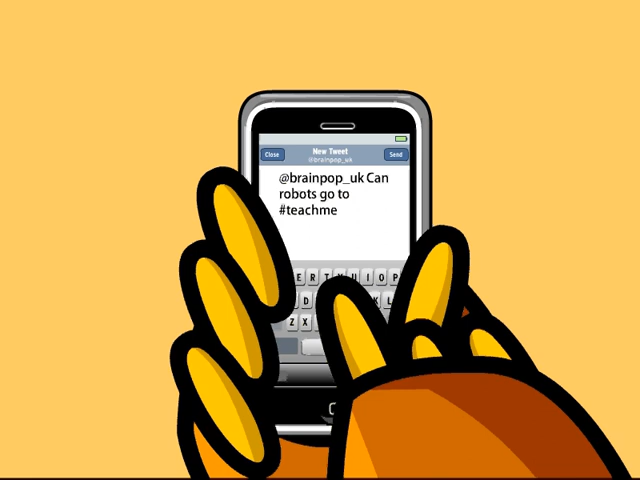 Close
New Tweet
Send
@brainpop_uk
@brainpop_uk Can
robots go to
#teachme
E R T Y U I O P
D K L
Z X